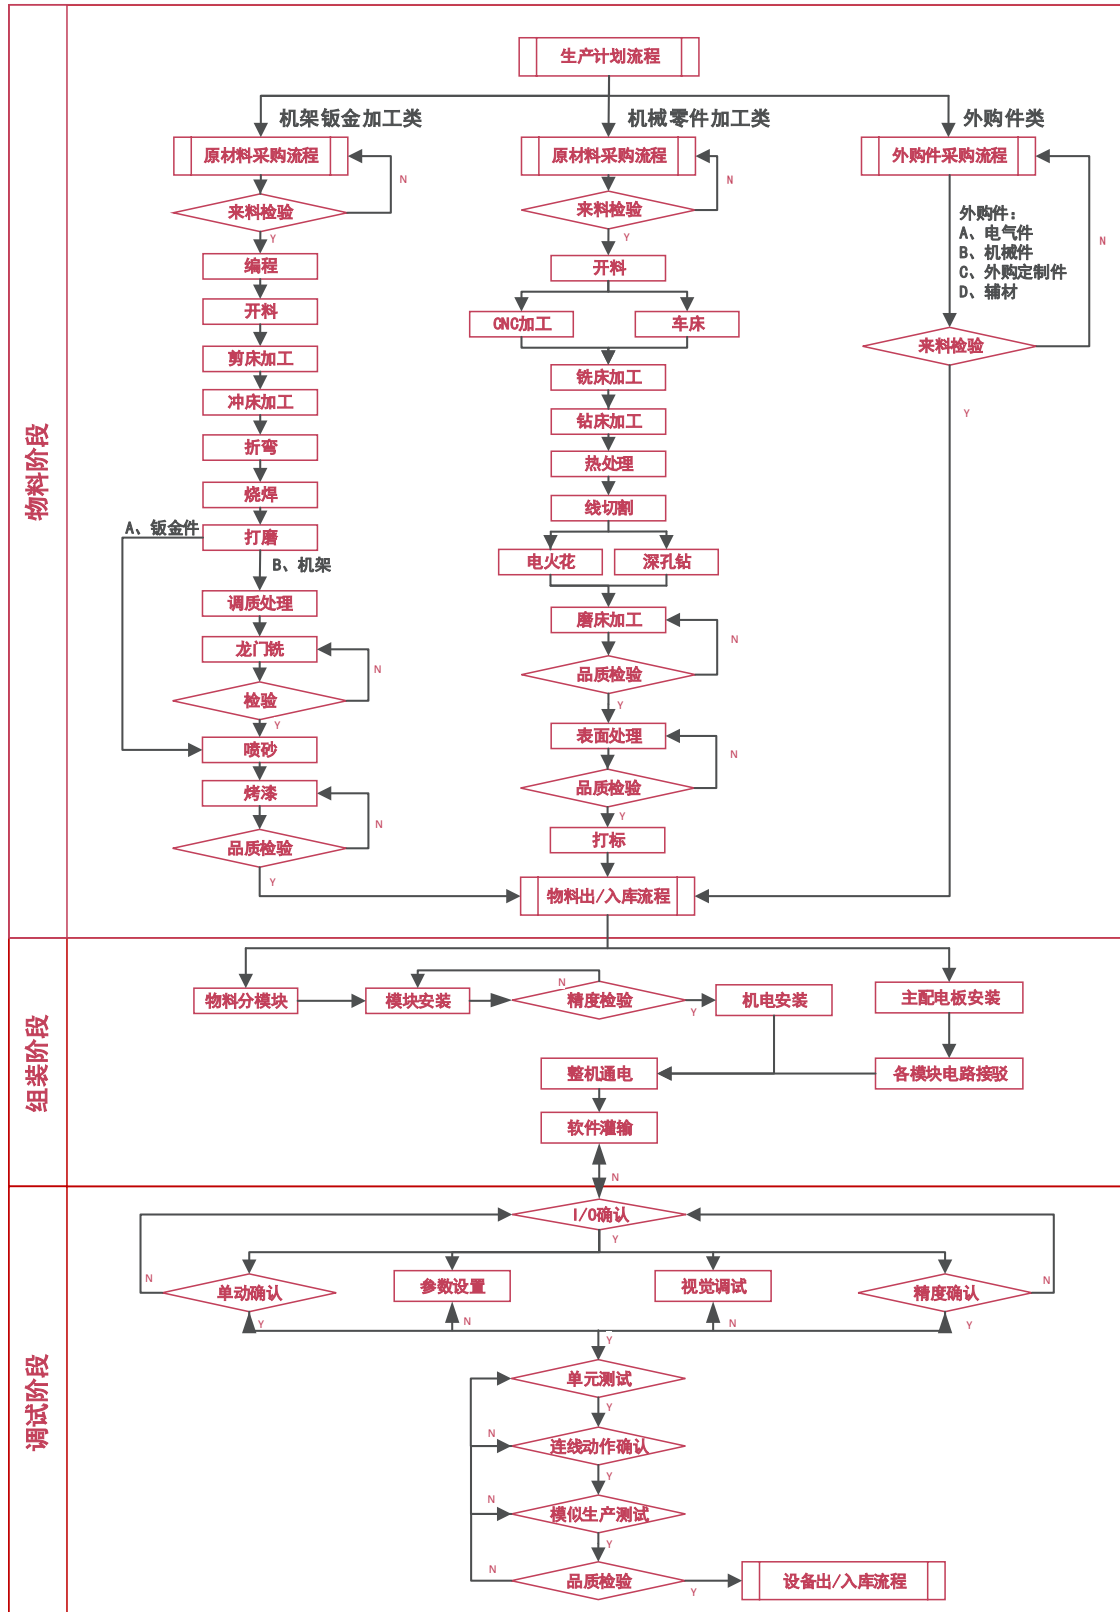 生产计划流程
机架钣金加工类
机械零件加工类
外购件类
原材料采购流程
原材料采购流程
外购件采购流程
N
N
来料检验
来料检验
外购件：
A、电气件
B、机械件
C、外购定制件
D、辅材
N
Y
Y
编程
开料
开料
CNC加工
车床
来料检验
剪床加工
铣床加工
冲床加工
钻床加工
Y
折弯
热处理
烧焊
线切割
物料阶段
A、钣金件
打磨
B、机架
电火花
深孔钻
调质处理
磨床加工
N
龙门铣
N
品质检验
检验
Y
Y
喷砂
表面处理
N
烤漆
品质检验
N
Y
打标
品质检验
Y
物料出/入库流程
N
物料分模块
模块安装
精度检验
Y
机电安装
主配电板安装
组装阶段
整机通电
各模块电路接驳
软件灌输
N
I/O确认
Y
N
单动确认
参数设置
视觉调试
精度确认
N
Y
N
N
Y
Y
单元测试
调试阶段
Y
N
连线动作确认
Y
N
模似生产测试
Y
N
品质检验
Y
设备出/入库流程